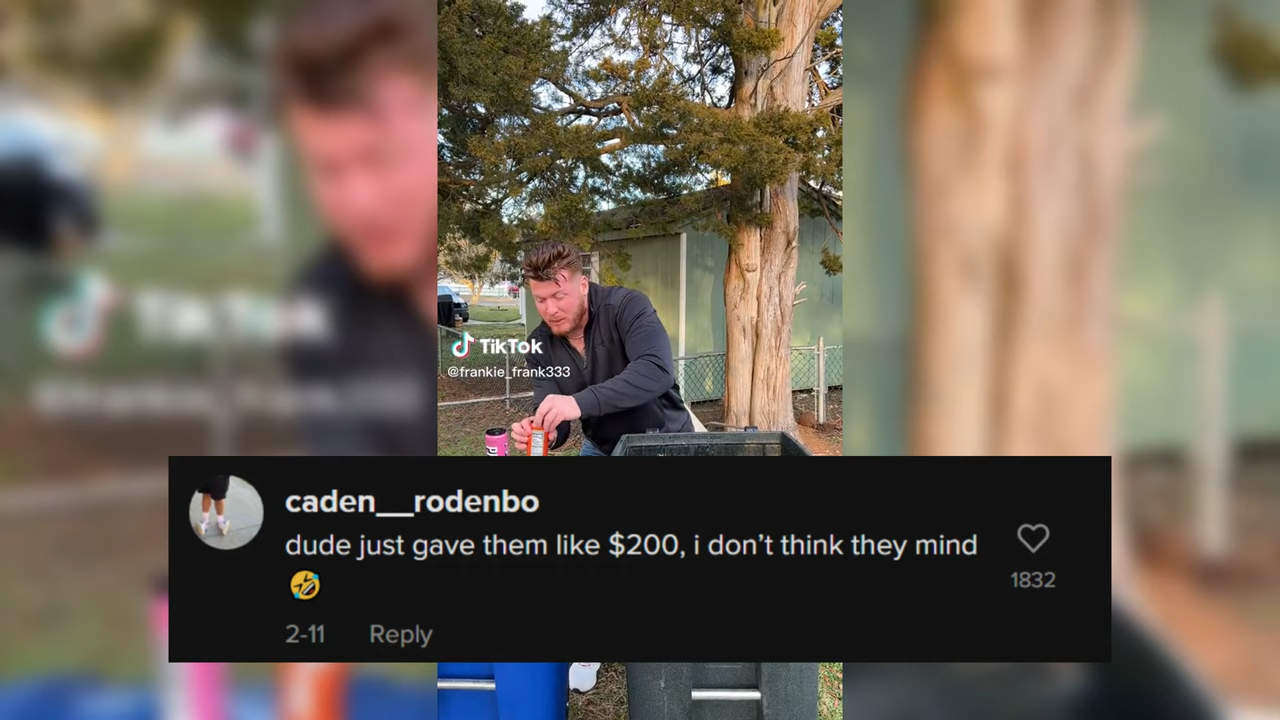 TikTok
@frankie_frank333
caden__rodenbo
dude just gave them like $200, i don't think they mind
🤣
1832
2-11 Reply